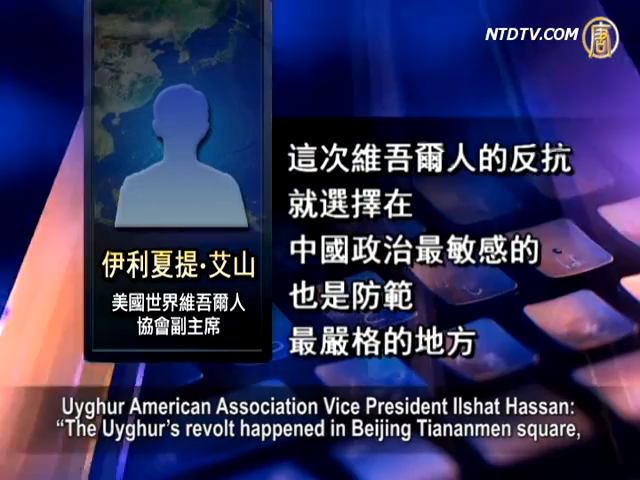 NTDTV.COM
唐
這次維吾爾人的反抗
就選擇在
中國政治最敏感的
也是防範
最嚴格的地方
伊利夏提·艾山
美國世界維吾爾人
協會副主席
Uyghur American Association Vice President Ilshat Hassan:
“The Uyghur’s revolt happened in Beijing Tiananmen square,